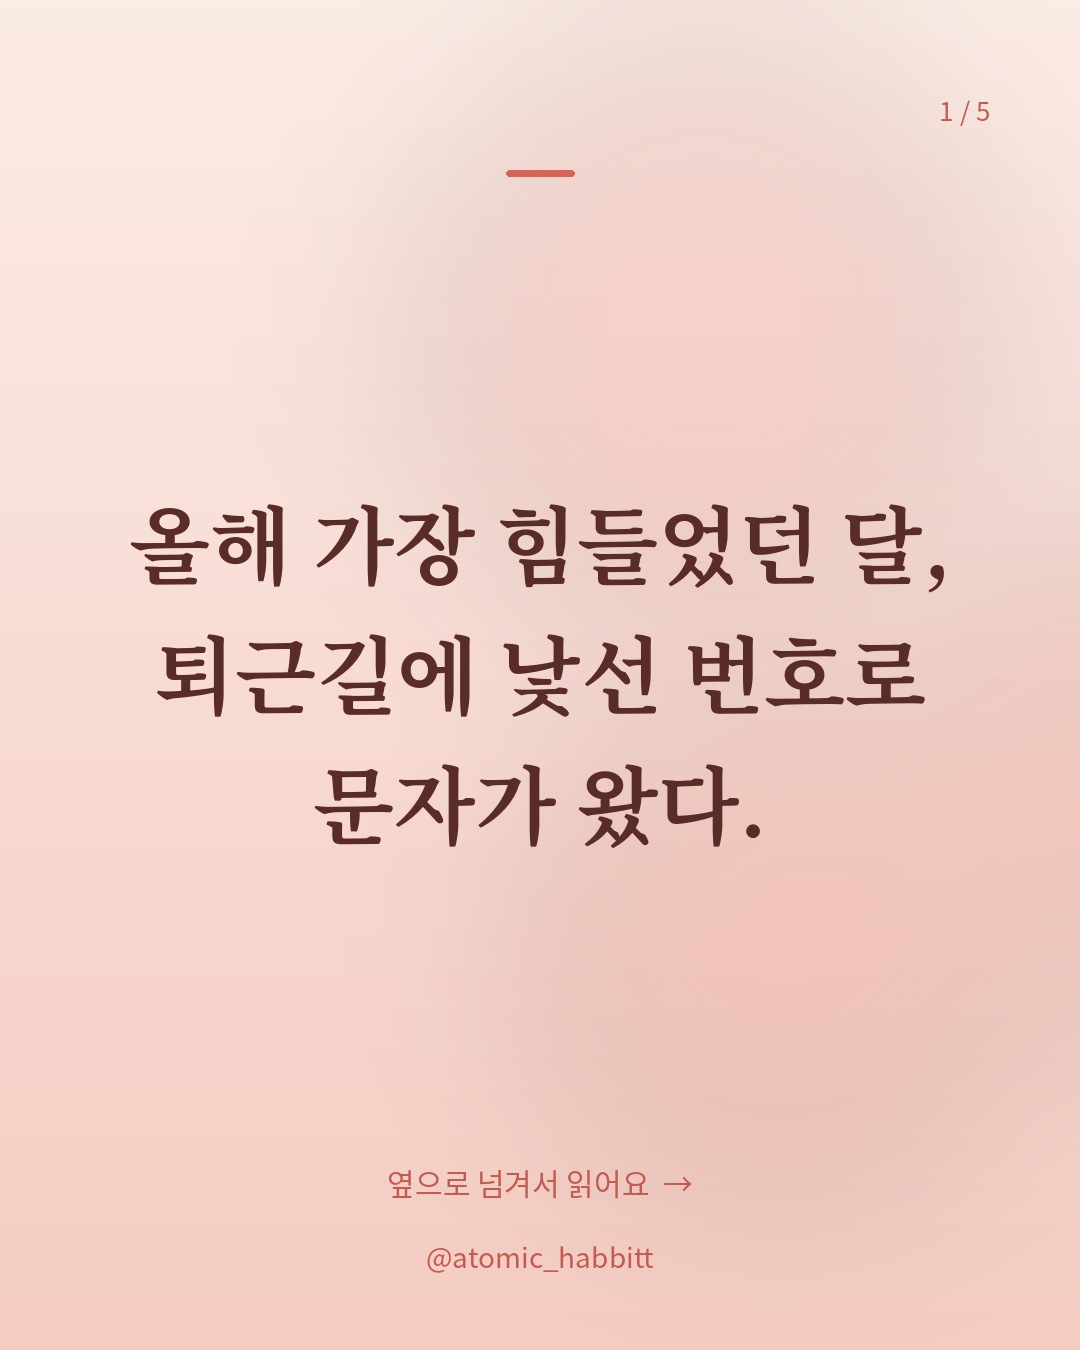 1 / 5
올해 가장 힘들었던 달,
퇴근길에 낯선 번호로
문자가 왔다.
옆으로 넘겨서 읽어요 →
@atomic_habbitt